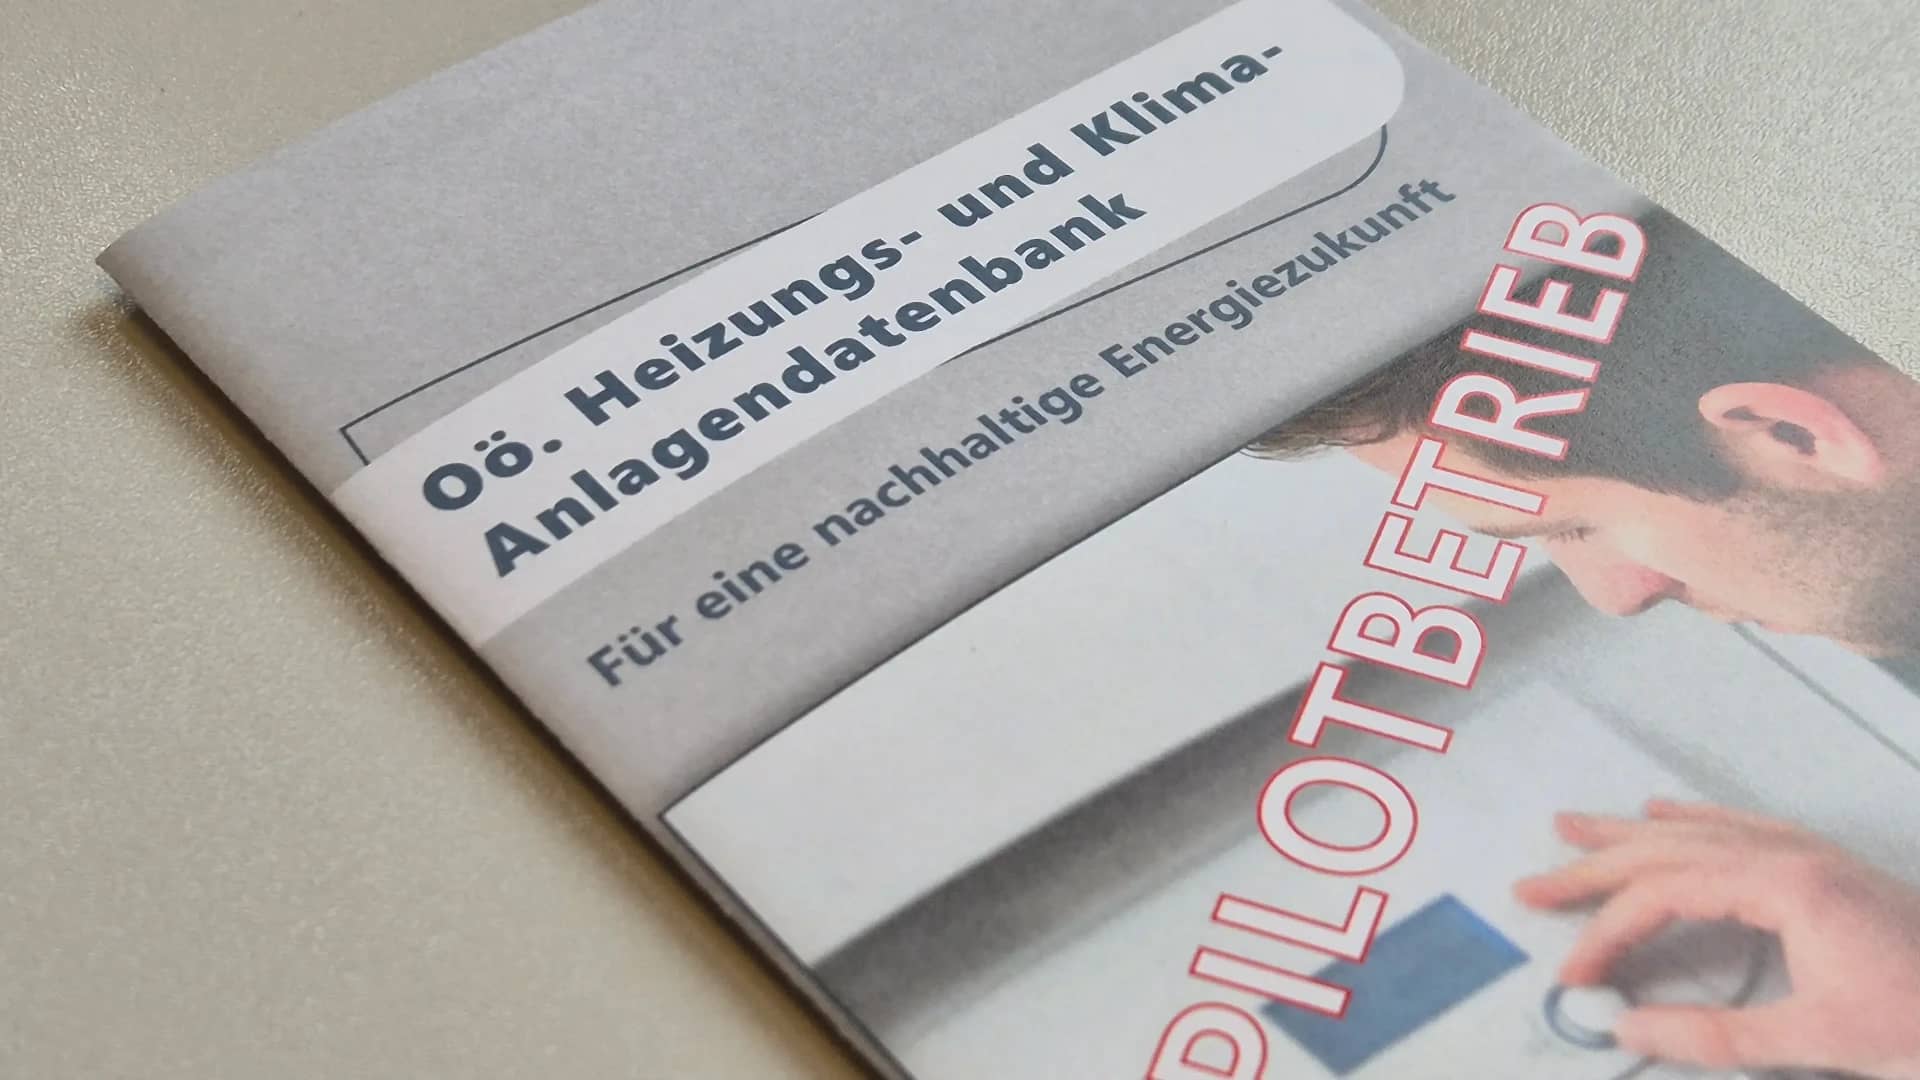 Oö. Heizungs- und Klima-
Anlagendatenbank
Für eine nachhaltige Energiezukunft
PILOTBETRIEB